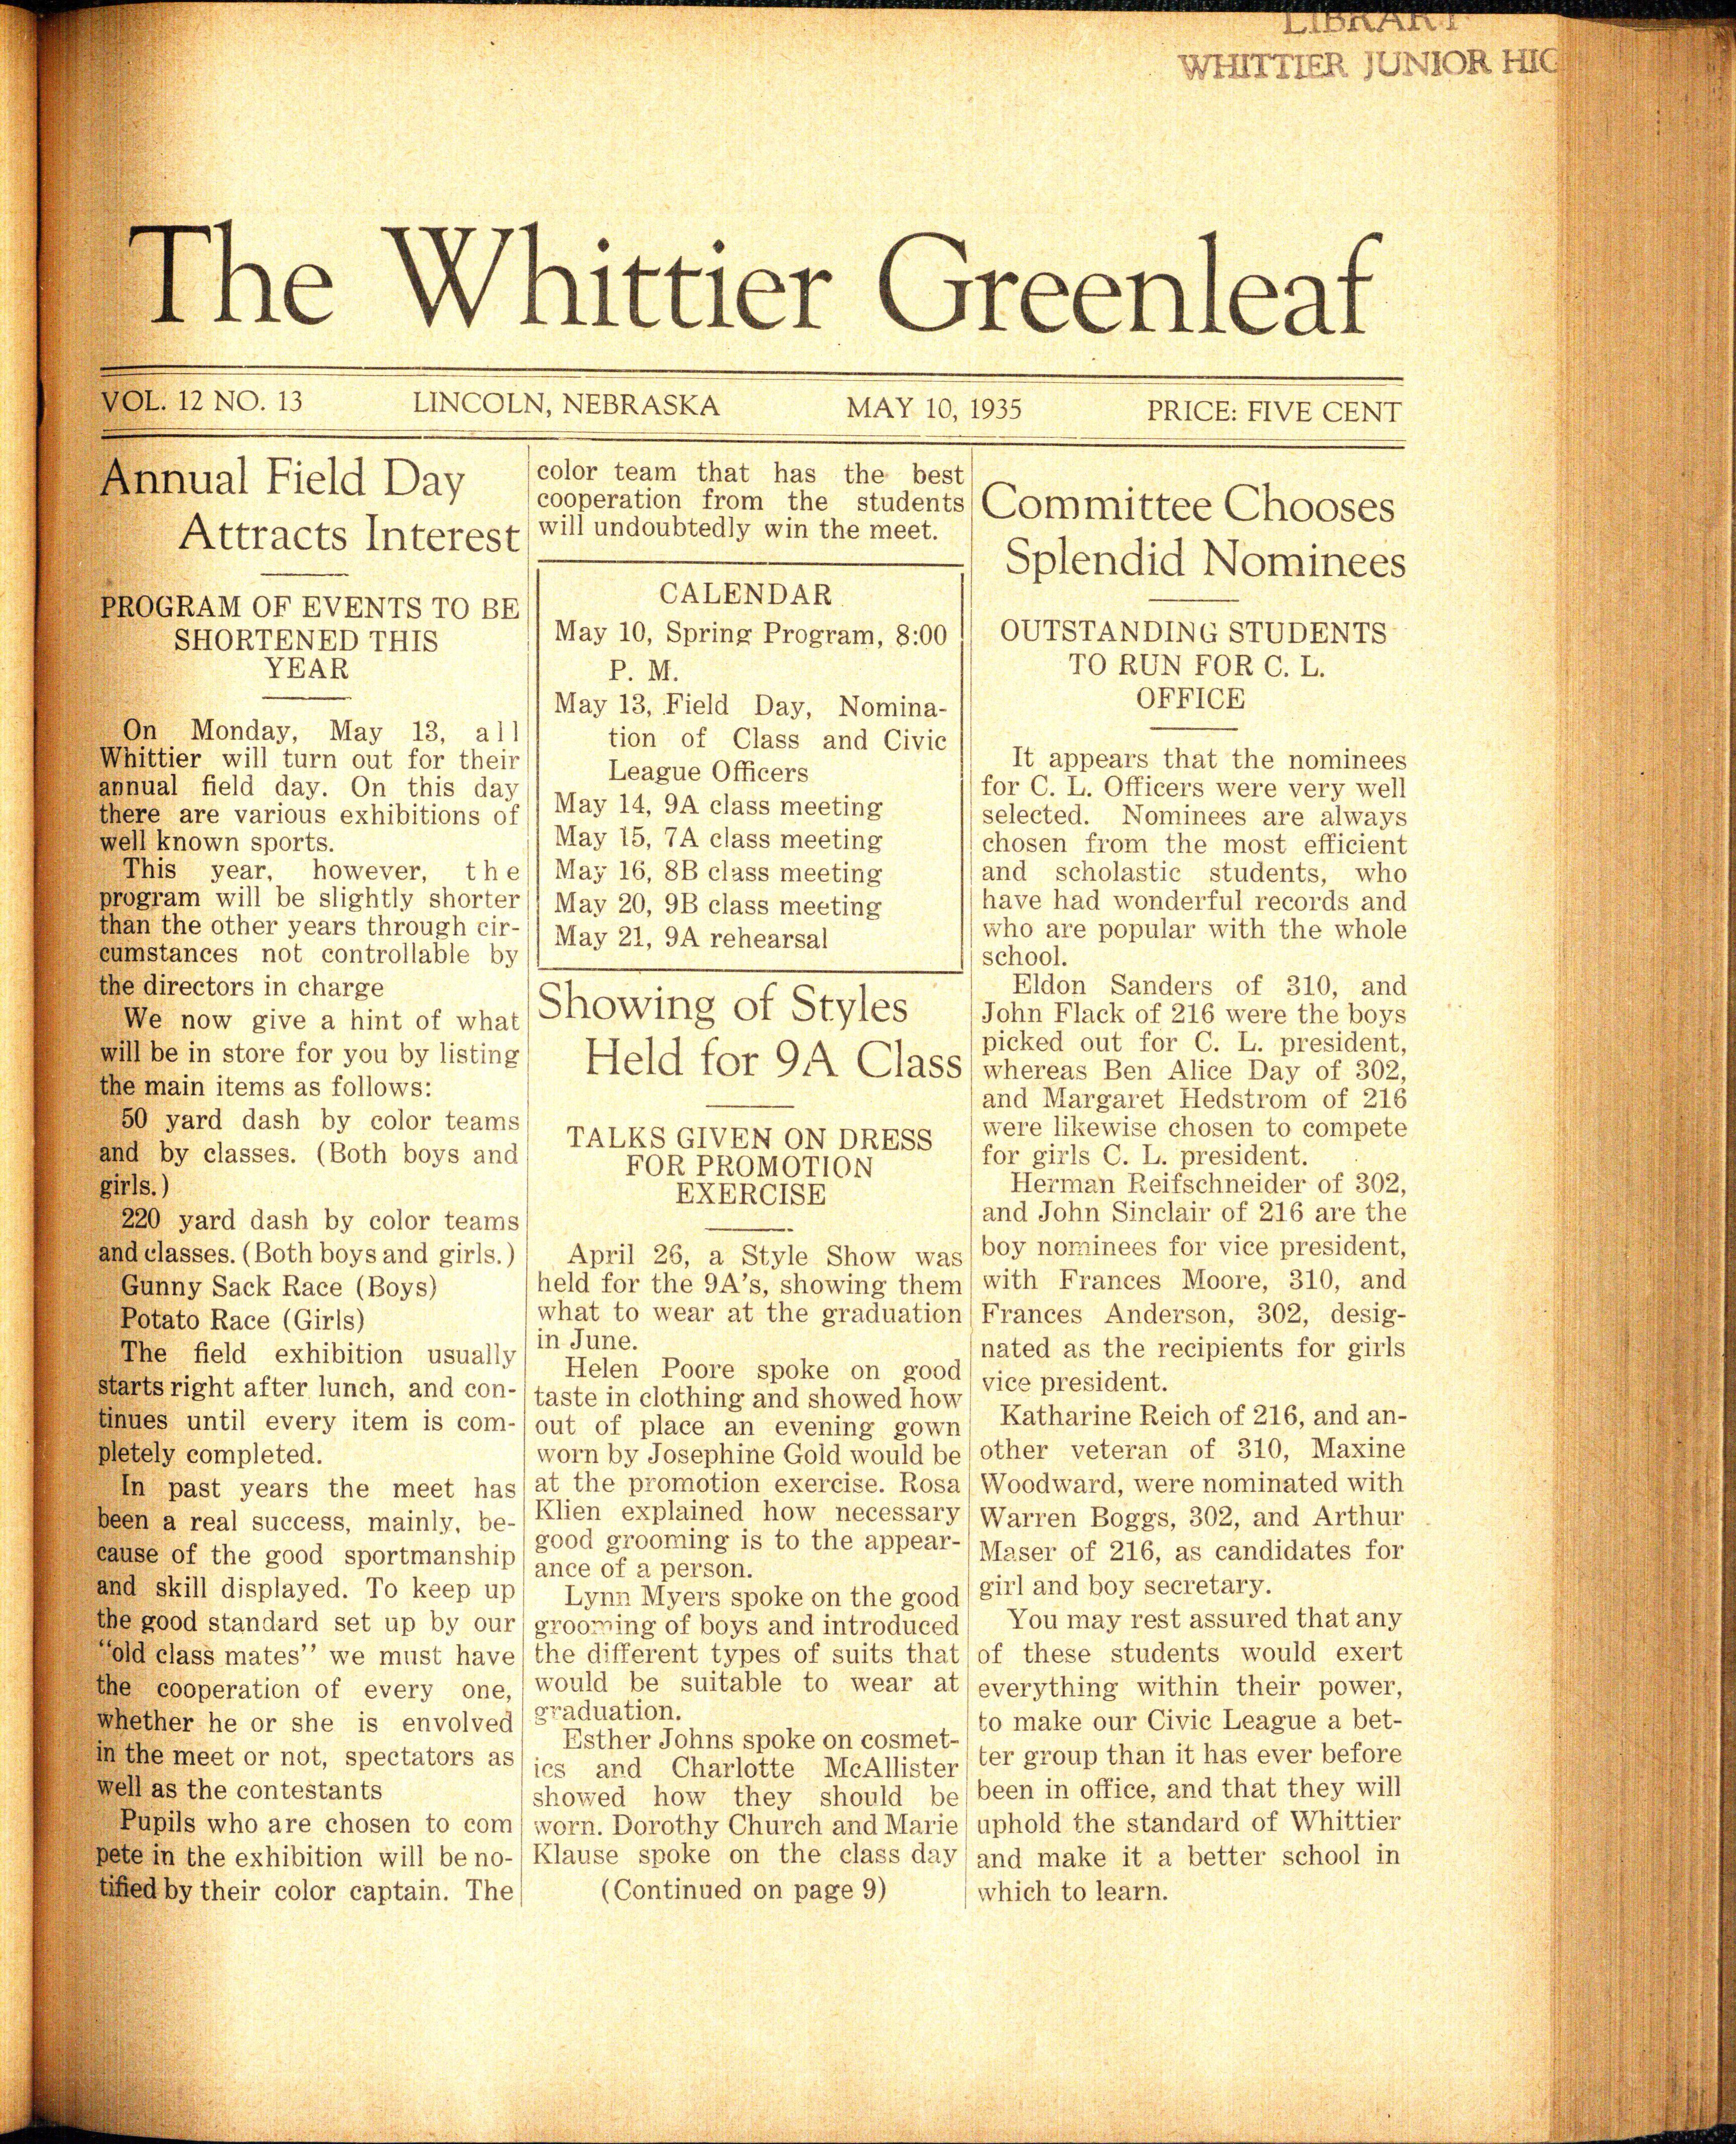 LIBRARY
WHITTIER JUNIOR HIG
The Whittier Greenleaf
VOL. 12 NO. 13 LINCOLN, NEBRASKA MAY 10, 1935 PRICE: FIVE CENT
Annual Field Day
Attracts Interest
PROGRAM OF EVENTS TO BE
SHORTENED THIS
YEAR
On Monday, May 13, all
Whittier will turn out for their
annual field day. On this day
there are various exhibitions of
well known sports.
This year, however, the
program will be slightly shorter
than the other years through cir-
cumstances not controllable by
the directors in charge
We now give a hint of what
will be in store for you by listing
the main items as follows:
50 yard dash by color teams
and by classes. (Both boys and
girls.)
220 yard dash by color teams
and classes. (Both boys and girls.)
Gunny Sack Race (Boys)
Potato Race (Girls)
The field exhibition usually
starts right after lunch, and con-
tinues until every item is com-
pletely completed.
In past years the meet has
been a real success, mainly, be-
cause of the good sportmanship
and skill displayed. To keep up
the good standard set up by our
"old class mates" we must have
the cooperation of every one,
whether he or she is envolved
in the meet or not, spectators as
well as the contestants
Pupils who are chosen to com
pete in the exhibition will be no-
tified by their color captain. The
color team that has the best
cooperation from the students
will undoubtedly win the meet.
CALENDAR
May 10, Spring Program, 8:00
P. M.
May 13, Field Day, Nomina-
tion of Class and Civic
League Officers
May 14, 9A class meeting
May 15, 7A class meeting
May 16, 8B class meeting
May 20, 9B class meeting
May 21, 9A rehearsal
Showing of Styles
Held for 9A Class
TALKS GIVEN ON DRESS
FOR PROMOTION
EXERCISE
April 26, a Style Show was
held for the 9A's, showing them
what to wear at the graduation
in June.
Helen Poore spoke on good
taste in clothing and showed how
out of place an evening gown
worn by Josephine Gold would be
at the promotion exercise. Rosa
Klien explained how necessary
good grooming is to the appear-
ance of a person.
Lynn Myers spoke on the good
grooming of boys and introduced
the different types of suits that
would be suitable to wear at
graduation.
Esther Johns spoke on cosmet-
ics and Charlotte McAllister
showed how they should be
worn. Dorothy Church and Marie
Klause spoke on the class day
(Continued on page 9)
Committee Chooses
Splendid Nominees
OUTSTANDING STUDENTS
TO RUN FOR C. L.
OFFICE
It appears that the nominees
for C. L. Officers were very well
selected. Nominees are always
chosen from the most efficient
and scholastic students, who
have had wonderful records and
who are popular with the whole
school.
Eldon Sanders of 310, and
John Flack of 216 were the boys
picked out for C. L. president,
whereas Ben Alice Day of 302,
and Margaret Hedstrom of 216
were likewise chosen to compete
for girls C. L. president.
Herman Reifschneider of 302,
and John Sinclair of 216 are the
boy nominees for vice president,
with Frances Moore, 310, and
Frances Anderson, 302, desig-
nated as the recipients for girls
vice president.
Katharine Reich of 216, and an-
other veteran of 310, Maxine
Woodward, were nominated with
Warren Boggs, 302, and Arthur
Maser of 216, as candidates for
girl and boy secretary.
You may rest assured that any
of these students would exert
everything within their power,
to make our Civic League a bet-
ter group than it has ever before
been in office, and that they will
uphold the standard of Whittier
and make it a better school in
which to learn.